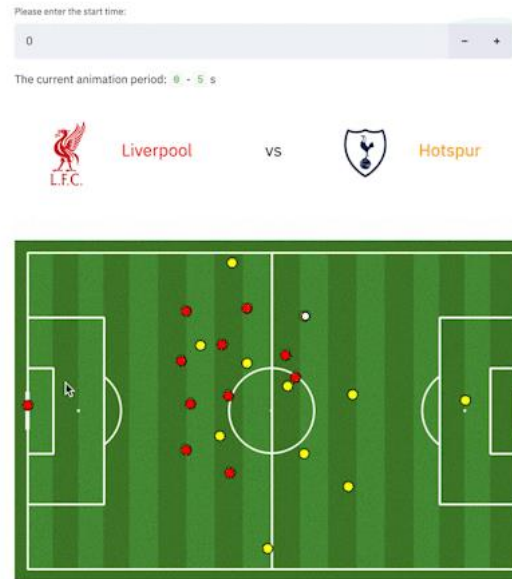 Please enter the start time:
0
- +
The current animation period: 0 - 5 s
L.F.C.
Liverpool vs Hotspur